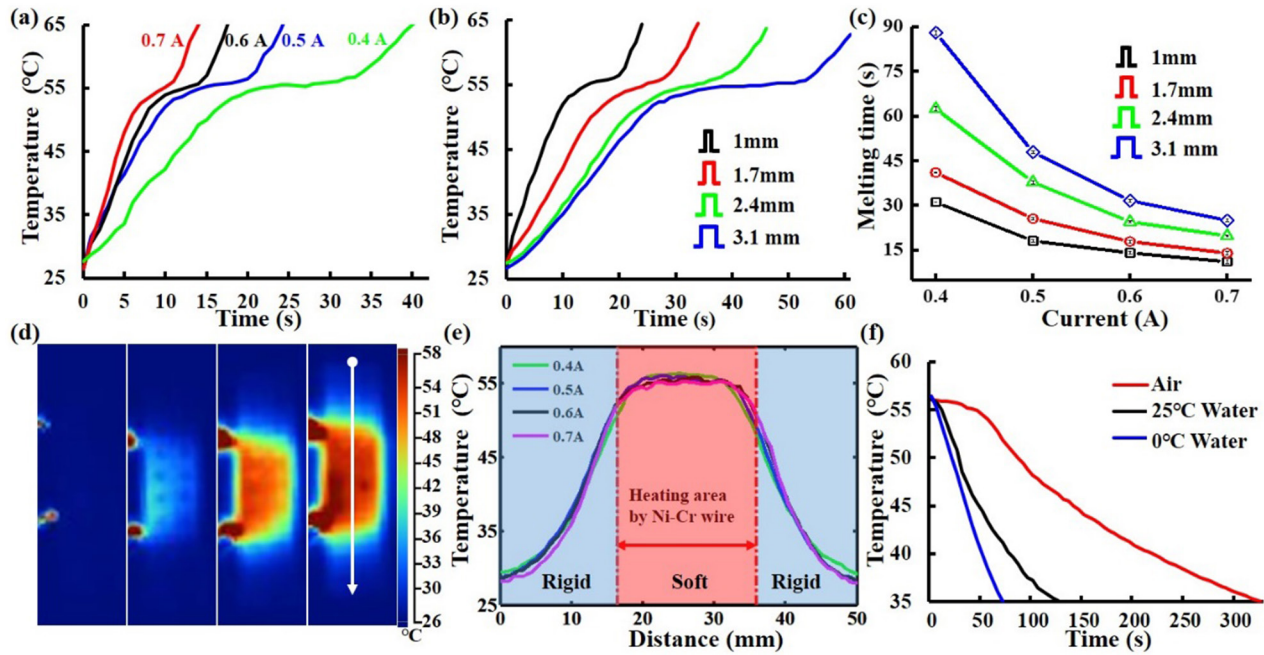 (a)
Temperature (°C)
65
55
45
35
25
0.7 A
0.6 A
0.5 A
0.4 A
0 5 10 15 20 25 30 35 40
Time (s)
(b)
Temperature (°C)
65
55
45
35
25
1mm
1.7mm
2.4mm
3.1 mm
0 10 20 30 40 50 60
Time (s)
(c)
Melting time (s)
90
75
60
45
30
15
1mm
1.7mm
2.4mm
3.1 mm
0.4 0.5 0.6 0.7
Current (A)
(d)
58
54
51
48
45
42
39
36
33
30
26
°C
(e)
Temperature (°C)
55
45
35
25
0.4A
0.5A
0.6A
0.7A
Heating area
by Ni-Cr wire
Rigid Soft Rigid
0 10 20 30 40 50
Distance (mm)
(f)
Temperature (°C)
60
55
50
45
40
35
Air
25°C Water
0°C Water
0 50 100 150 200 250 300
Time (s)